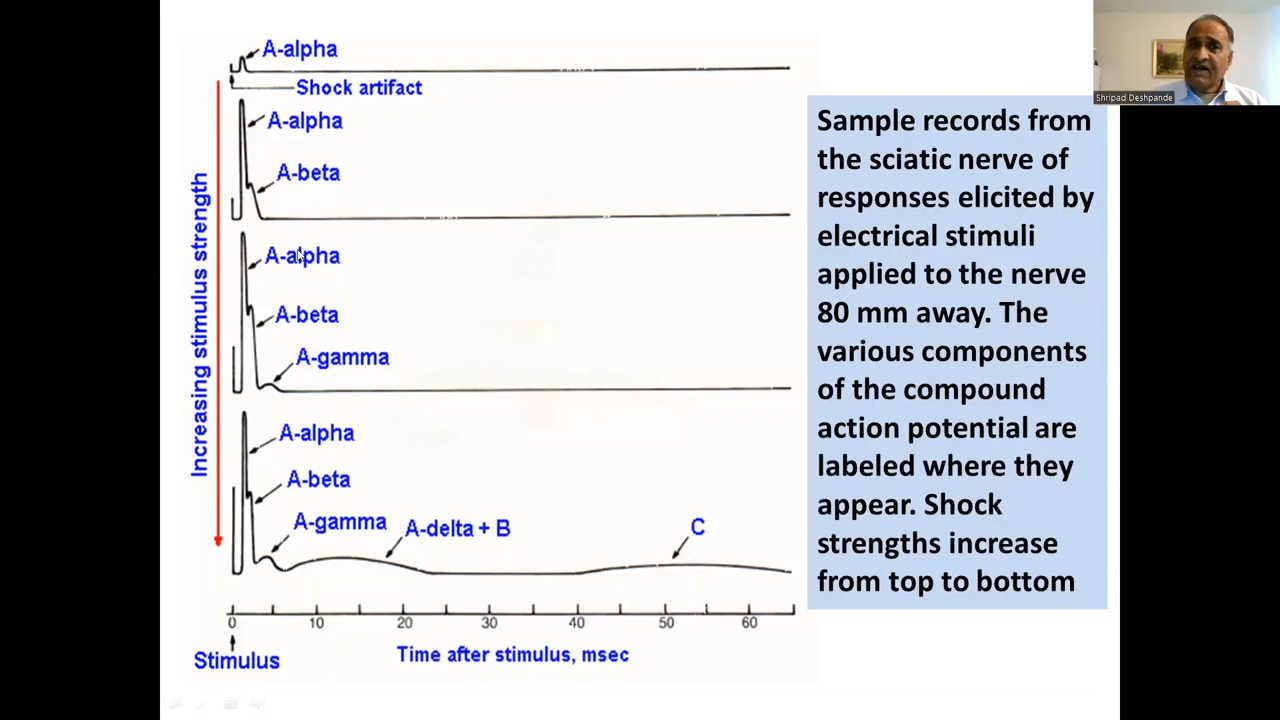 A-alpha
Shock artifact
A-alpha
A-beta
A-alpha
A-beta
A-gamma
A-alpha
A-beta
A-gamma
A-delta + B
C
Increasing stimulus strength
0 10 20 30 40 50 60
Stimulus
Time after stimulus, msec
Shripad Deshpande
Sample records from
the sciatic nerve of
responses elicited by
electrical stimuli
applied to the nerve
80 mm away. The
various components
of the compound
action potential are
labeled where they
appear. Shock
strengths increase
from top to bottom